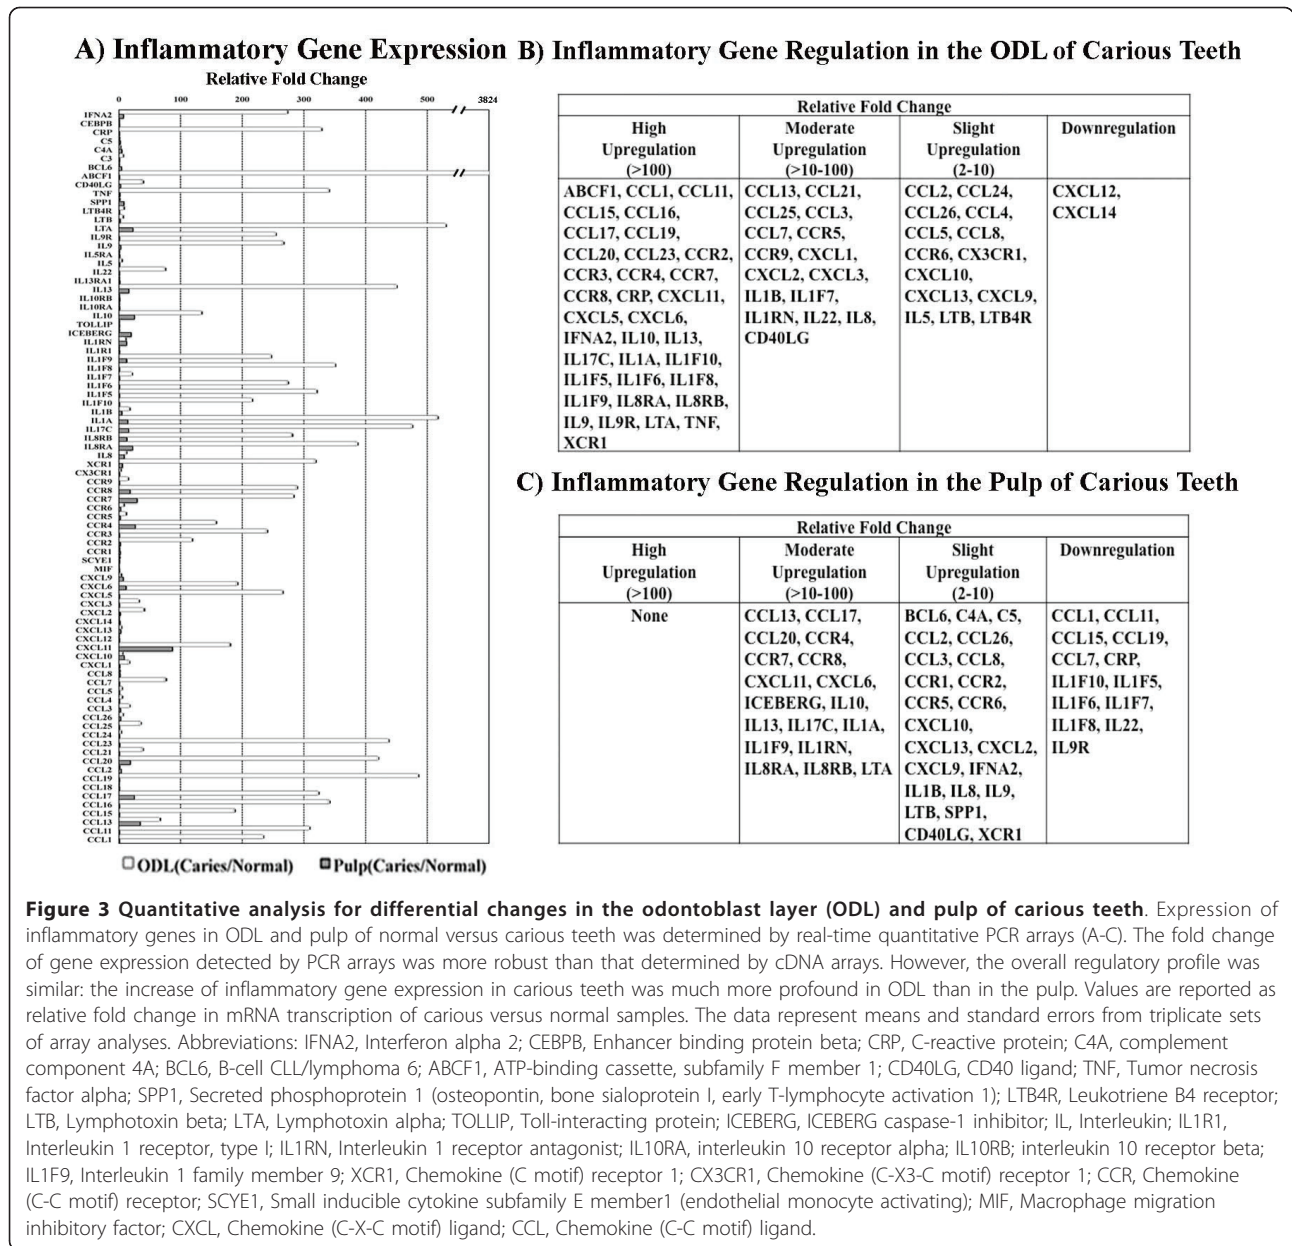 A) Inflammatory Gene Expression
Relative Fold Change
0 100 200 300 400 500 3824
IFNA2
CEBPB
CRP
C5
C4A
C3
BCL6
ABCF1
CD40LG
TNF
SPP1
LTB4R
LTB
LTA
IL9R
IL9
IL5RA
IL5
IL22
IL13RA1
IL13
IL10RB
IL10RA
IL10
TOLLIP
ICEBERG
IL1RN
IL1R1
IL1F9
IL1F8
IL1F7
IL1F6
IL1F5
IL1F10
IL1B
IL1A
IL17C
IL8RB
IL8RA
IL8
XCR1
CX3CR1
CCR9
CCR8
CCR7
CCR6
CCR5
CCR4
CCR3
CCR2
CCR1
SCYE1
MIF
CXCL9
CXCL6
CXCL5
CXCL3
CXCL2
CXCL14
CXCL13
CXCL12
CXCL11
CXCL10
CXCL1
CCL8
CCL7
CCL5
CCL4
CCL3
CCL26
CCL25
CCL24
CCL23
CCL21
CCL20
CCL2
CCL19
CCL18
CCL17
CCL16
CCL15
CCL13
CCL11
CCL1
ODL(Caries/Normal) Pulp(Caries/Normal)
B) Inflammatory Gene Regulation in the ODL of Carious Teeth
Relative Fold Change
High
Upregulation
(>100)
Moderate
Upregulation
(>10-100)
Slight
Upregulation
(2-10)
Downregulation
ABCF1, CCL1, CCL11,
CCL15, CCL16,
CCL17, CCL19,
CCL20, CCL23, CCR2,
CCR3, CCR4, CCR7,
CCR8, CRP, CXCL11,
CXCL5, CXCL6,
IFNA2, IL10, IL13,
IL17C, IL1A, IL1F10,
IL1F5, IL1F6, IL1F8,
IL1F9, IL8RA, IL8RB,
IL9, IL9R, LTA, TNF,
XCR1
CCL13, CCL21,
CCL25, CCL3,
CCL7, CCR5,
CCR9, CXCL1,
CXCL2, CXCL3,
IL1B, IL1F7,
IL1RN, IL22, IL8,
CD40LG
CCL2, CCL24,
CCL26, CCL4,
CCL5, CCL8,
CCR6, CX3CR1,
CXCL10,
CXCL13, CXCL9,
IL5, LTB, LTB4R
CXCL12,
CXCL14
C) Inflammatory Gene Regulation in the Pulp of Carious Teeth
Relative Fold Change
High
Upregulation
(>100)
Moderate
Upregulation
(>10-100)
Slight
Upregulation
(2-10)
Downregulation
None
CCL13, CCL17,
CCL20, CCR4,
CCR7, CCR8,
CXCL11, CXCL6,
ICEBERG, IL10,
IL13, IL17C, IL1A,
IL1F9, IL1RN,
IL8RA, IL8RB, LTA
BCL6, C4A, C5,
CCL2, CCL26,
CCL3, CCL8,
CCR1, CCR2,
CCR5, CCR6,
CXCL10,
CXCL13, CXCL2,
CXCL9, IFNA2,
IL1B, IL8, IL9,
LTB, SPP1,
CD40LG, XCR1
CCL1, CCL11,
CCL15, CCL19,
CCL7, CRP,
IL1F10, IL1F5,
IL1F6, IL1F7,
IL1F8, IL22,
IL9R
Figure 3 Quantitative analysis for differential changes in the odontoblast layer (ODL) and pulp of carious teeth. Expression of
inflammatory genes in ODL and pulp of normal versus carious teeth was determined by real-time quantitative PCR arrays (A-C). The fold change
of gene expression detected by PCR arrays was more robust than that determined by cDNA arrays. However, the overall regulatory profile was
similar: the increase of inflammatory gene expression in carious teeth was much more profound in ODL than in the pulp. Values are reported as
relative fold change in mRNA transcription of carious versus normal samples. The data represent means and standard errors from triplicate sets
of array analyses. Abbreviations: IFNA2, Interferon alpha 2; CEBPB, Enhancer binding protein beta; CRP, C-reactive protein; C4A, complement
component 4A; BCL6, B-cell CLL/lymphoma 6; ABCF1, ATP-binding cassette, subfamily F member 1; CD40LG, CD40 ligand; TNF, Tumor necrosis
factor alpha; SPP1, Secreted phosphoprotein 1 (osteopontin, bone sialoprotein I, early T-lymphocyte activation 1); LTB4R, Leukotriene B4 receptor;
LTB, Lymphotoxin beta; LTA, Lymphotoxin alpha; TOLLIP, Toll-interacting protein; ICEBERG, ICEBERG caspase-1 inhibitor; IL, Interleukin; IL1R1,
Interleukin 1 receptor, type I; IL1RN, Interleukin 1 receptor antagonist; IL10RA, interleukin 10 receptor alpha; IL10RB; interleukin 10 receptor beta;
IL1F9, Interleukin 1 family member 9; XCR1, Chemokine (C motif) receptor 1; CX3CR1, Chemokine (C-X3-C motif) receptor 1; CCR, Chemokine
(C-C motif) receptor; SCYE1, Small inducible cytokine subfamily E member1 (endothelial monocyte activating); MIF, Macrophage migration
inhibitory factor; CXCL, Chemokine (C-X-C motif) ligand; CCL, Chemokine (C-C motif) ligand.